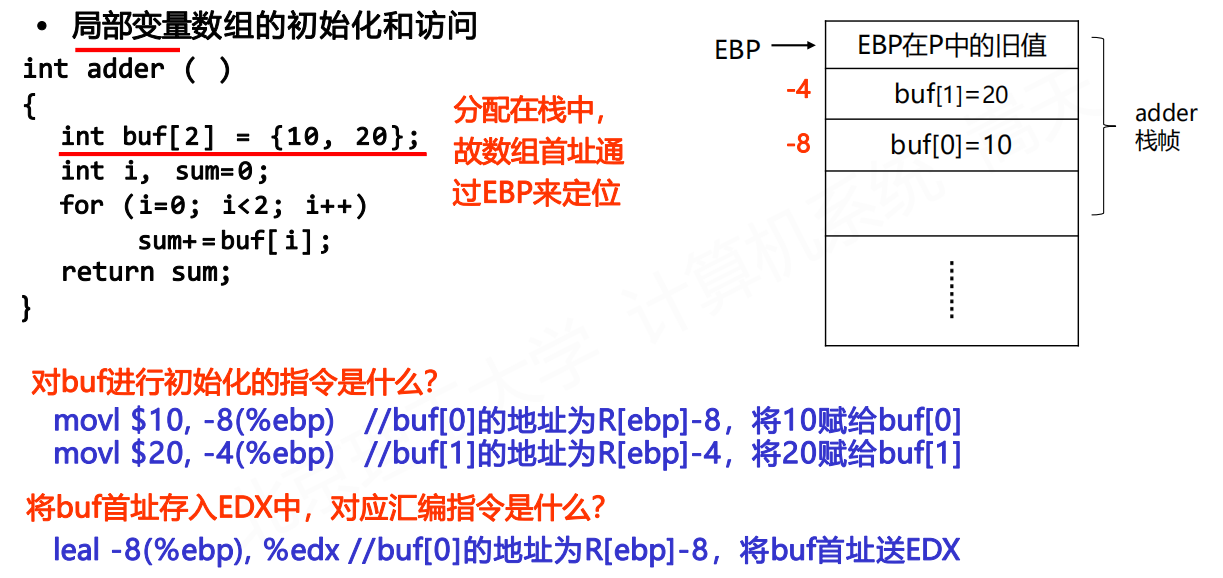 • 局部变量数组的初始化和访问
int adder ( )
{
int buf[2] = {10, 20};
int i, sum=0;
for (i=0; i<2; i++)
sum+=buf[i];
return sum;
}
分配在栈中，
故数组首址通
过EBP来定位
EBP
EBP在P中的旧值
-4
buf[1]=20
-8
buf[0]=10
adder
栈帧
对buf进行初始化的指令是什么？
movl $10, -8(%ebp) //buf[0]的地址为R[ebp]-8，将10赋给buf[0]
movl $20, -4(%ebp) //buf[1]的地址为R[ebp]-4，将20赋给buf[1]
将buf首址存入EDX中，对应汇编指令是什么？
leal -8(%ebp), %edx //buf[0]的地址为R[ebp]-8，将buf首址送EDX